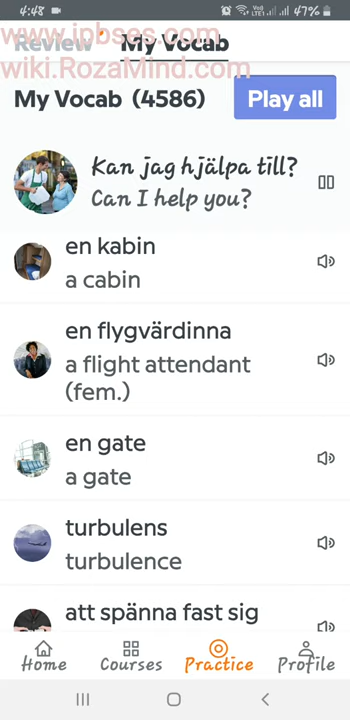 4:48
47%
www.ipbses.com
Review My Vocab
wiki.RozaMind.com
My Vocab (4586)
Play all
Kan jag hjälpa till?
Can I help you?
en kabin
a cabin
en flygvärdinna
a flight attendant
(fem.)
en gate
a gate
turbulens
turbulence
att spänna fast sig
Home Courses Practice Profile